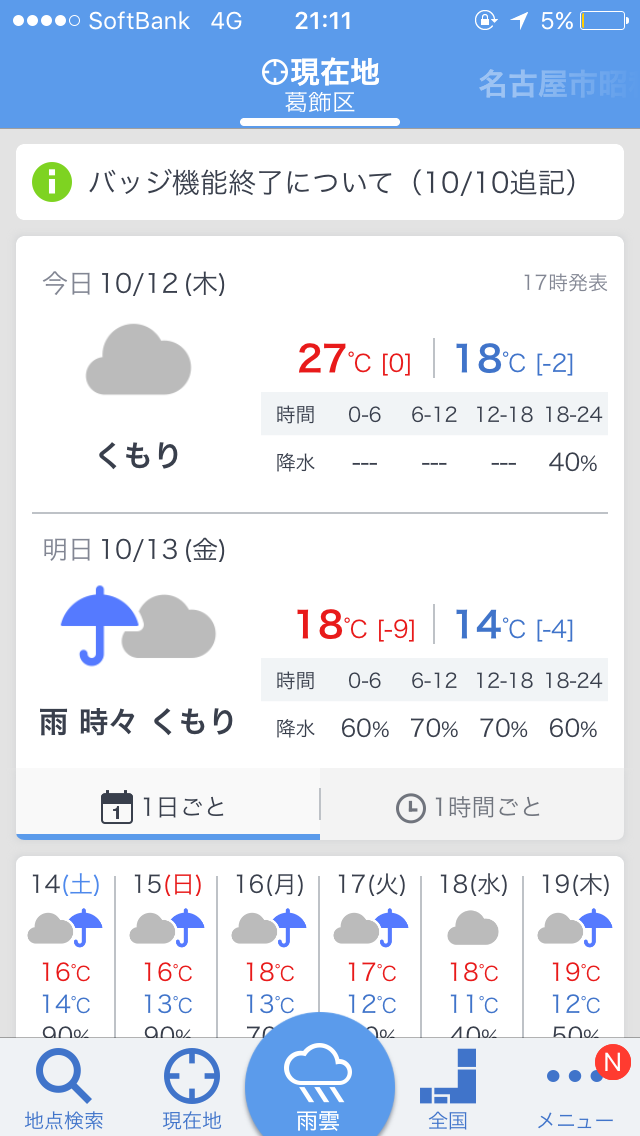 SoftBank 4G 21:11 5%
現在地
葛飾区
名古屋市昭
バッジ機能終了について（10/10追記）
今日 10/12 (木) 17時発表
27℃ [0] 18℃ [-2]
時間 0-6 6-12 12-18 18-24
くもり
降水 --- --- --- 40%
明日 10/13 (金)
18℃ [-9] 14℃ [-4]
時間 0-6 6-12 12-18 18-24
雨 時々 くもり
降水 60% 70% 70% 60%
1 1日ごと 1時間ごと
14(土) 15(日) 16(月) 17(火) 18(水) 19(木)
16℃ 16℃ 18℃ 17℃ 18℃ 19℃
14℃ 13℃ 13℃ 12℃ 11℃ 12℃
90% 90% 40% 50%
N
地点検索 現在地 雨雲 全国 メニュー